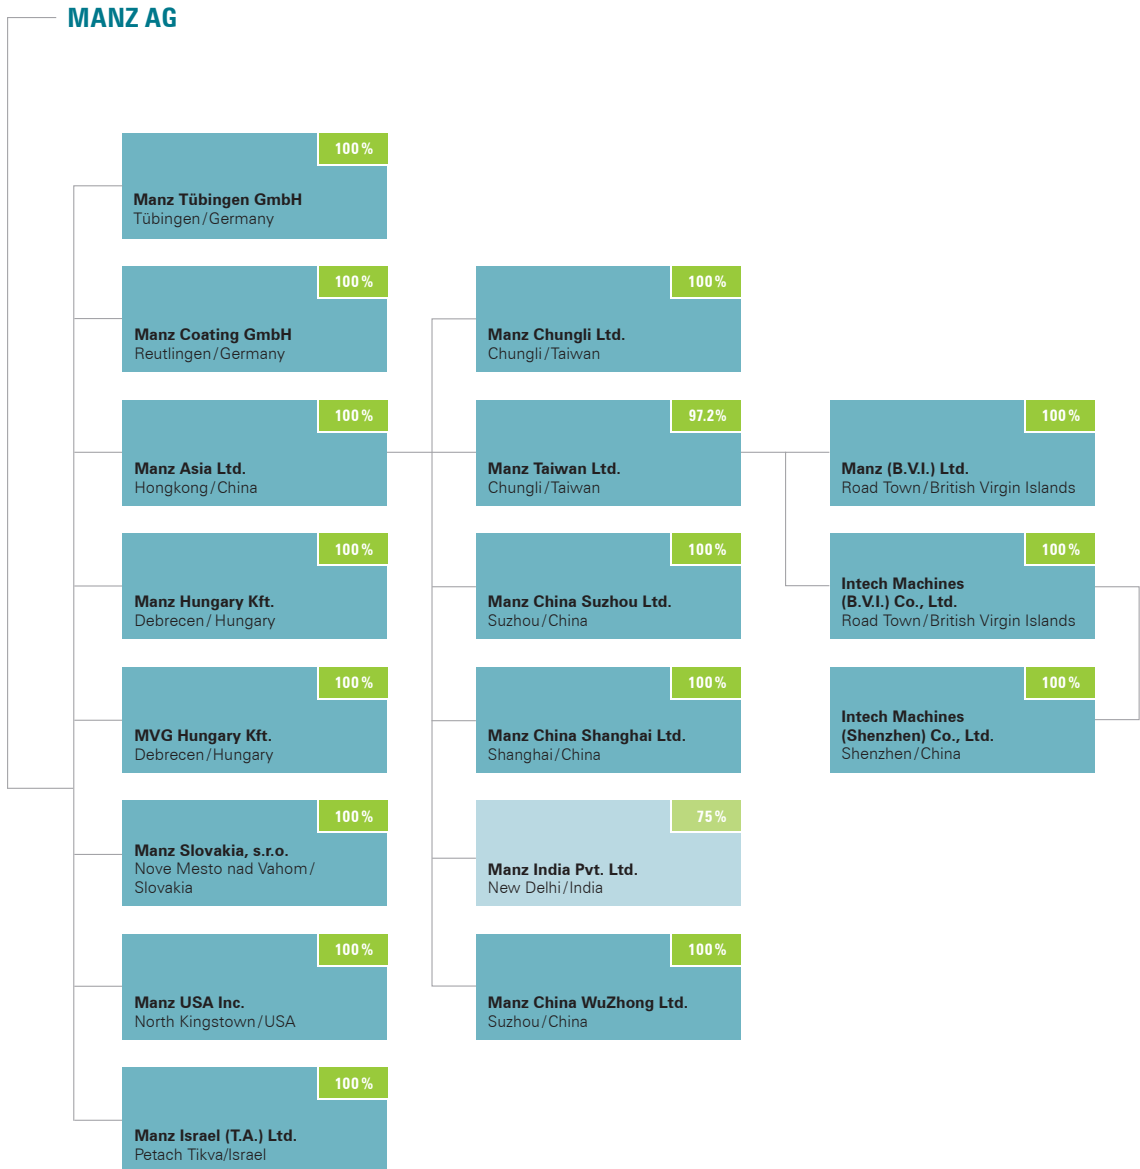 MANZ AG
100 %
Manz Tübingen GmbH
Tübingen / Germany
100 %
Manz Coating GmbH
Reutlingen / Germany
100 %
Manz Asia Ltd.
Hongkong / China
100 %
Manz Hungary Kft.
Debrecen / Hungary
100 %
MVG Hungary Kft.
Debrecen / Hungary
100 %
Manz Slovakia, s.r.o.
Nove Mesto nad Vahom /
Slovakia
100 %
Manz USA Inc.
North Kingstown / USA
100 %
Manz Israel (T.A.) Ltd.
Petach Tikva/Israel
100 %
Manz Chungli Ltd.
Chungli / Taiwan
97.2%
Manz Taiwan Ltd.
Chungli / Taiwan
100 %
Manz China Suzhou Ltd.
Suzhou / China
100 %
Manz China Shanghai Ltd.
Shanghai / China
75 %
Manz India Pvt. Ltd.
New Delhi / India
100 %
Manz China WuZhong Ltd.
Suzhou / China
100 %
Manz (B.V.I.) Ltd.
Road Town / British Virgin Islands
100 %
Intech Machines
(B.V.I.) Co., Ltd.
Road Town / British Virgin Islands
100 %
Intech Machines
(Shenzhen) Co., Ltd.
Shenzhen / China